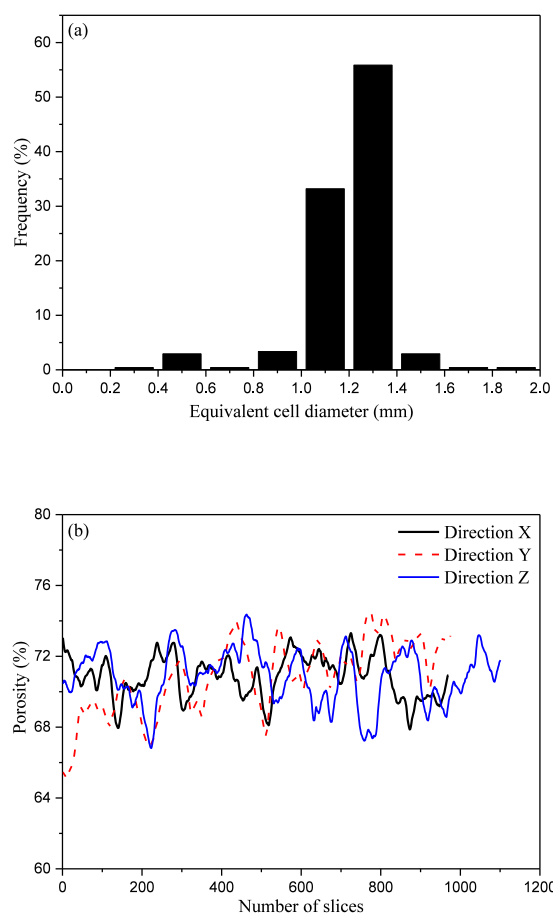 (a)
60
50
40
30
20
10
0
Frequency (%)
0.0 0.2 0.4 0.6 0.8 1.0 1.2 1.4 1.6 1.8 2.0
Equivalent cell diameter (mm)
(b)
80
76
72
68
64
60
Porosity (%)
Direction X
Direction Y
Direction Z
0 200 400 600 800 1000 1200
Number of slices